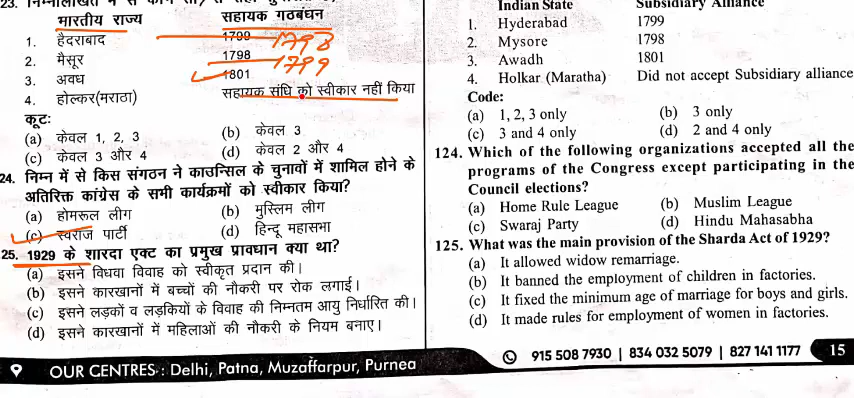 23. निम्नलिखित में से कौन सा/से सही सुमेलित
भारतीय राज्य सहायक गठबंधन
1. हैदराबाद 1799 1798
2. मैसूर 1798 1799
3. अवध 1801
4. होल्कर(मराठा) सहायक संधि को स्वीकार नहीं किया
कूटः
(a) केवल 1, 2, 3 (b) केवल 3
(c) केवल 3 और 4 (d) केवल 2 और 4
24. निम्न में से किस संगठन ने काउन्सिल के चुनावों में शामिल होने के
अतिरिक्त कांग्रेस के सभी कार्यक्रमों को स्वीकार किया?
(a) होमरूल लीग (b) मुस्लिम लीग
(c) स्वराज पार्टी (d) हिन्दू महासभा
25. 1929 के शारदा एक्ट का प्रमुख प्रावधान क्या था?
(a) इसने विधवा विवाह को स्वीकृत प्रदान की।
(b) इसने कारखानों में बच्चों की नौकरी पर रोक लगाई।
(c) इसने लड़कों व लड़कियों के विवाह की निम्नतम आयु निर्धारित की।
(d) इसने कारखानों में महिलाओं की नौकरी के नियम बनाए।
Indian State Subsidiary Alliance
1. Hyderabad 1799
2. Mysore 1798
3. Awadh 1801
4. Holkar (Maratha) Did not accept Subsidiary alliance
Code:
(a) 1, 2, 3 only (b) 3 only
(c) 3 and 4 only (d) 2 and 4 only
124. Which of the following organizations accepted all the
programs of the Congress except participating in the
Council elections?
(a) Home Rule League (b) Muslim League
(c) Swaraj Party (d) Hindu Mahasabha
125. What was the main provision of the Sharda Act of 1929?
(a) It allowed widow remarriage.
(b) It banned the employment of children in factories.
(c) It fixed the minimum age of marriage for boys and girls.
(d) It made rules for employment of women in factories.
OUR CENTRES : Delhi, Patna, Muzaffarpur, Purnea
915 508 7930 | 834 032 5079 | 827 141 1177 15